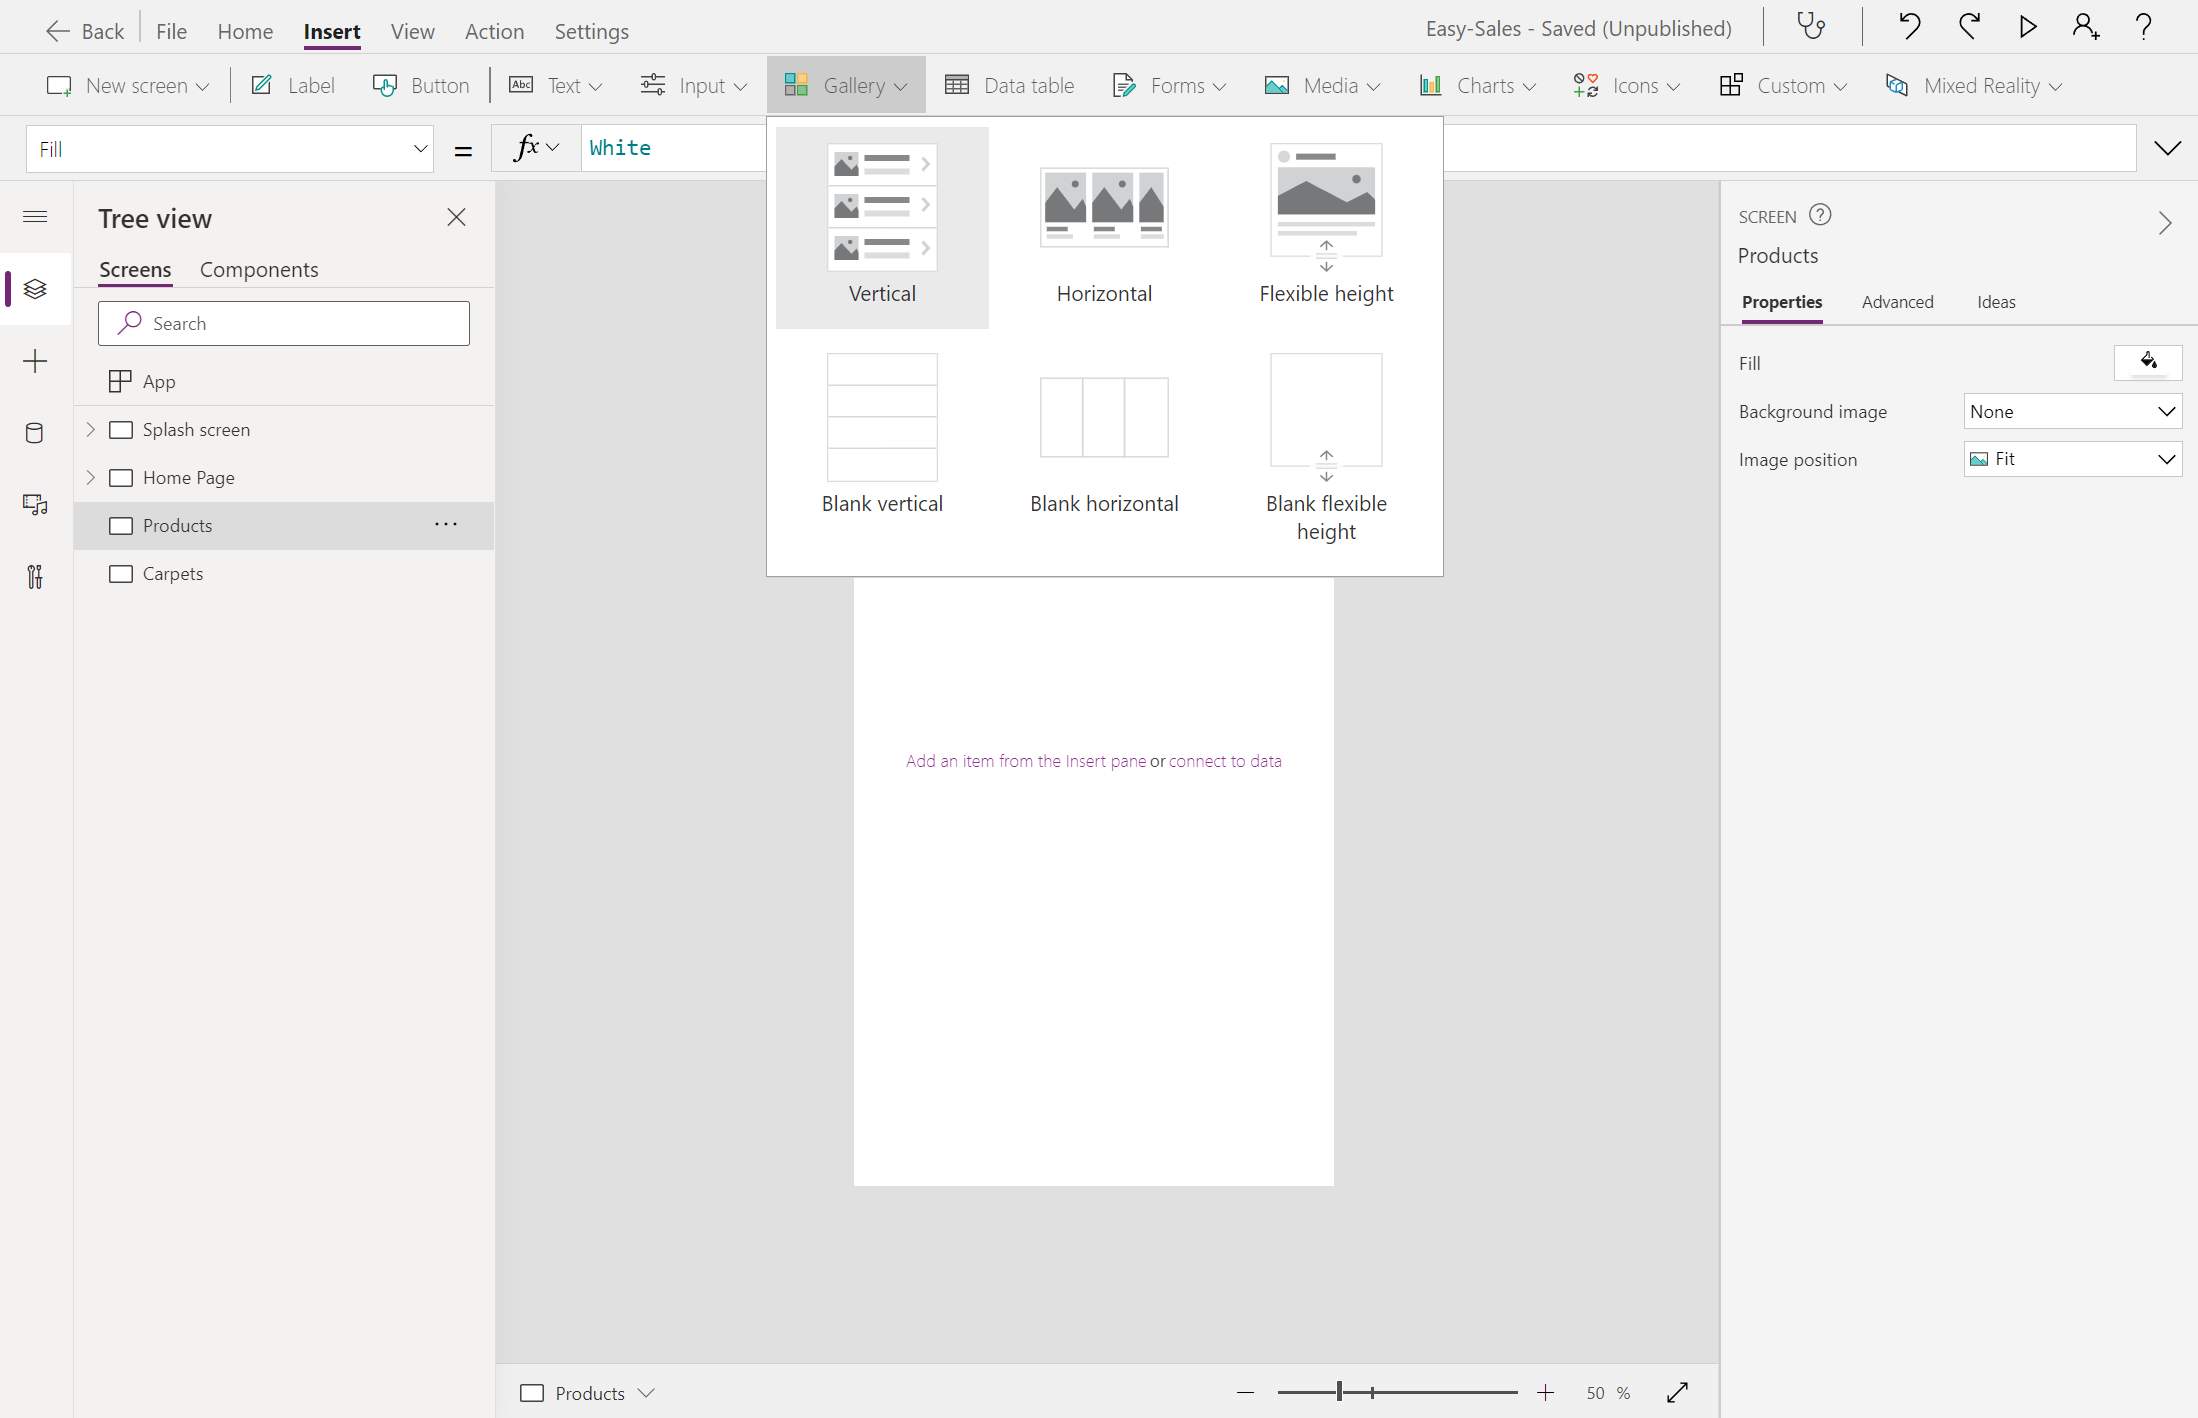 Back File Home Insert View Action Settings Easy-Sales - Saved (Unpublished)
New screen Label Button Abc Text Input Gallery Data table Forms Media Charts Icons Custom Mixed Reality
Fill = fx White
Tree view
Screens Components
Search
App
Splash screen
Home Page
Products ...
Carpets
Vertical Horizontal Flexible height
Blank vertical Blank horizontal Blank flexible
height
Add an item from the Insert pane or connect to data
SCREEN ?
Products
Properties Advanced Ideas
Fill
Background image None
Image position Fit
Products 50 %